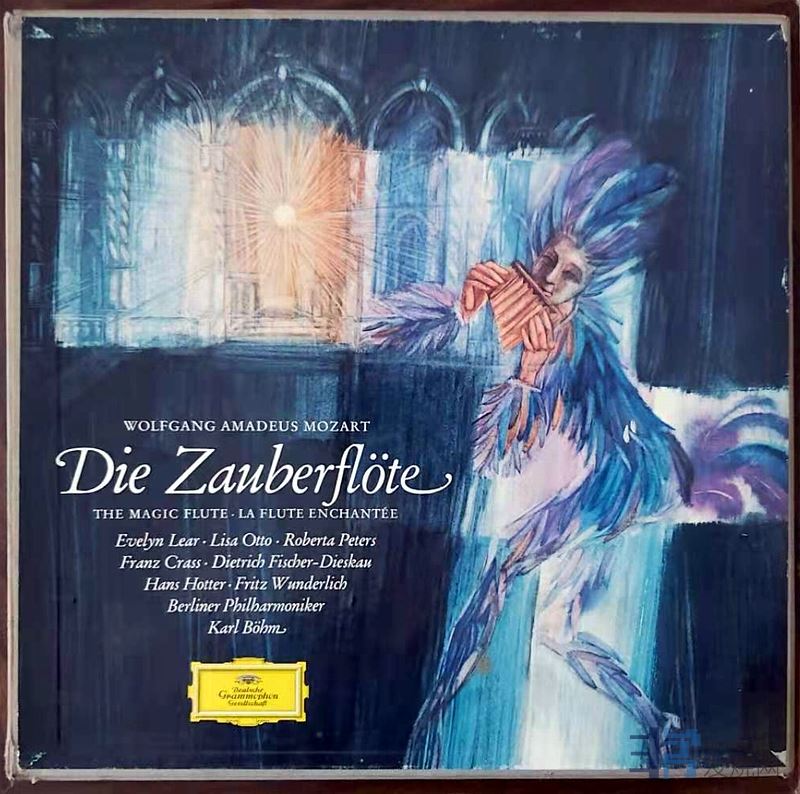 WOLFGANG AMADEUS MOZART
Die Zauberflöte
THE MAGIC FLUTE · LA FLUTE ENCHANTÉE
Evelyn Lear · Lisa Otto · Roberta Peters
Franz Crass · Dietrich Fischer-Dieskau
Hans Hotter · Fritz Wunderlich
Berliner Philharmoniker
Karl Böhm
Deutsche
Grammophon
Gesellschaft